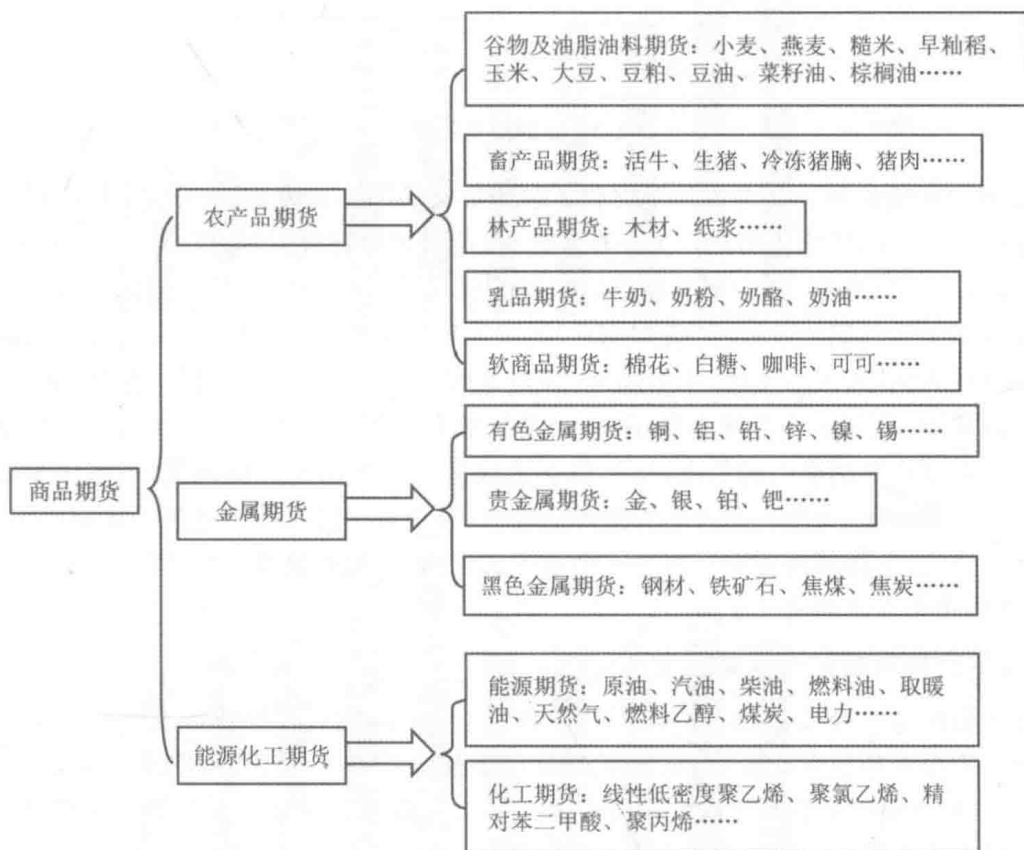 谷物及油脂油料期货：小麦、燕麦、糙米、早籼稻、
玉米、大豆、豆粕、豆油、菜籽油、棕榈油……
畜产品期货：活牛、生猪、冷冻猪腩、猪肉……
农产品期货
林产品期货：木材、纸浆……
乳品期货：牛奶、奶粉、奶酪、奶油……
软商品期货：棉花、白糖、咖啡、可可……
有色金属期货：铜、铝、铅、锌、镍、锡……
商品期货
金属期货
贵金属期货：金、银、铂、钯……
黑色金属期货：钢材、铁矿石、焦煤、焦炭……
能源期货：原油、汽油、柴油、燃料油、取暖
油、天然气、燃料乙醇、煤炭、电力……
能源化工期货
化工期货：线性低密度聚乙烯、聚氯乙烯、精
对苯二甲酸、聚丙烯……